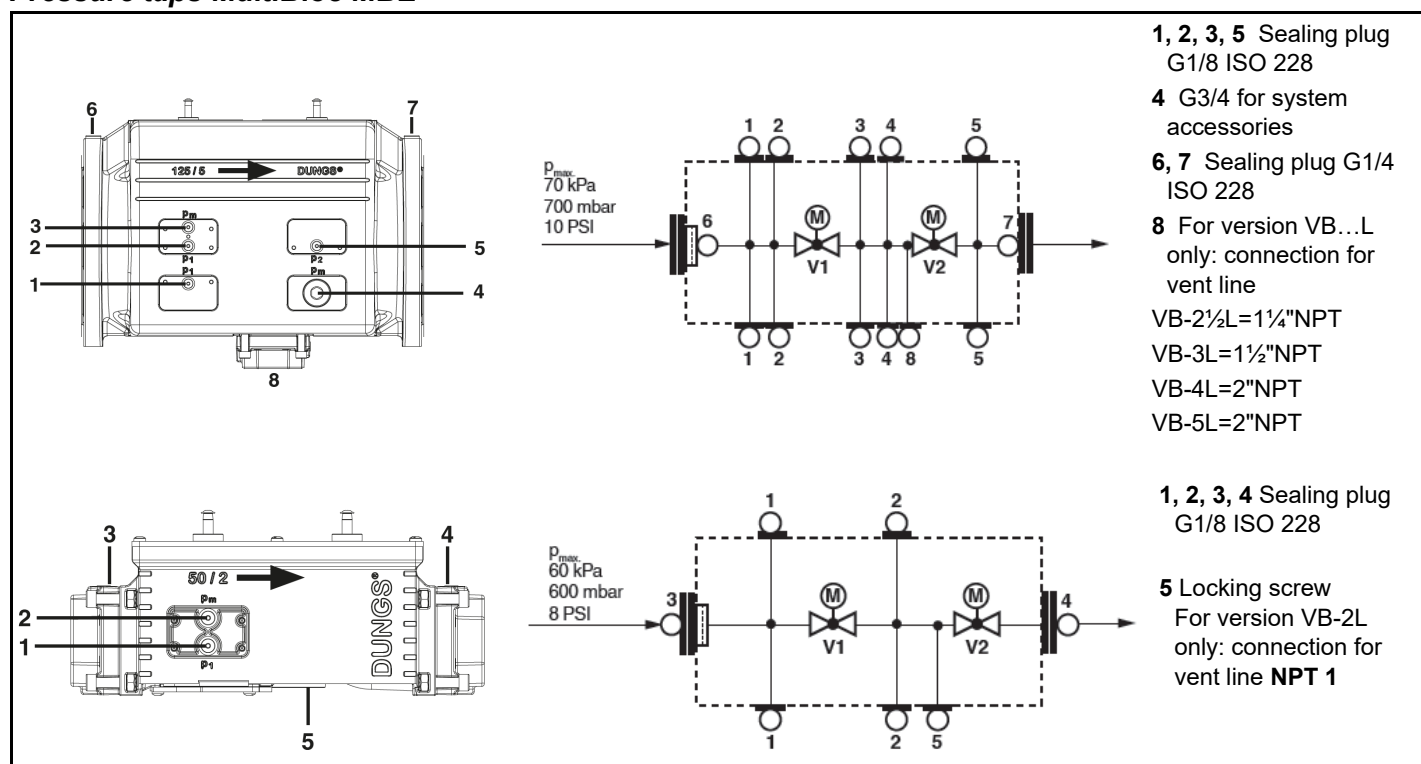 6
7
125 / 5 DUNGS®
Pm
3
2
P1
P1
1
5
P2
Pm
4
8
pmax.
70 kPa
700 mbar
10 PSI
1 2 3 4 5
6
M
V1
M
V2
7
1 2 3 4 8 5
1, 2, 3, 5 Sealing plug
G1/8 ISO 228
4 G3/4 for system
accessories
6, 7 Sealing plug G1/4
ISO 228
8 For version VB…L
only: connection for
vent line
VB-2½L=1¼"NPT
VB-3L=1½"NPT
VB-4L=2"NPT
VB-5L=2"NPT
3
4
50 / 2
DUNGS®
Pm
2
1
P1
5
pmax.
60 kPa
600 mbar
8 PSI
1 2
3
M
V1
M
V2
4
1 2 5
1, 2, 3, 4 Sealing plug
G1/8 ISO 228
5 Locking screw
For version VB-2L
only: connection for
vent line NPT 1